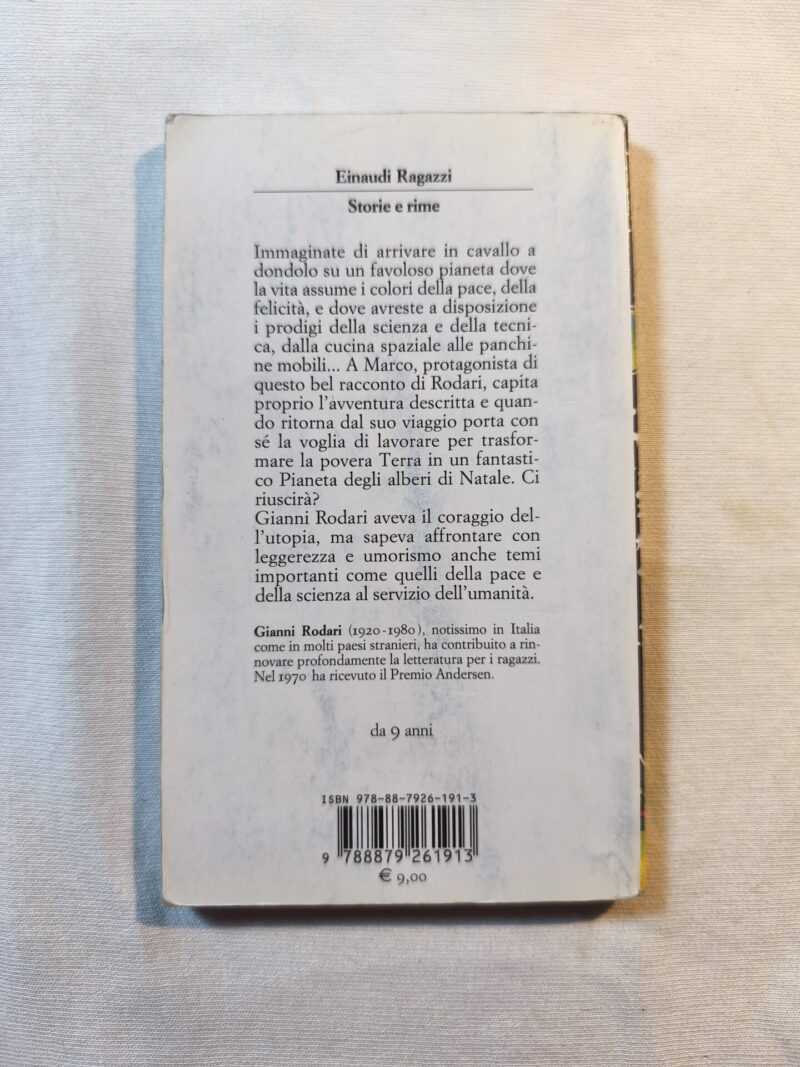 Einaudi Ragazzi
Storie e rime
Immaginate di arrivare in cavallo a
dondolo su un favoloso pianeta dove
la vita assume i colori della pace, della
felicità, e dove avreste a disposizione
i prodigi della scienza e della tecni-
ca, dalla cucina spaziale alle panchi-
ne mobili... A Marco, protagonista di
questo bel racconto di Rodari, capita
proprio l'avventura descritta e quan-
do ritorna dal suo viaggio porta con
sé la voglia di lavorare per trasfor-
mare la povera Terra in un fantasti-
co Pianeta degli alberi di Natale. Ci
riuscirà?
Gianni Rodari aveva il coraggio del-
l'utopia, ma sapeva affrontare con
leggerezza e umorismo anche temi
importanti come quelli della pace e
della scienza al servizio dell'umanità.
Gianni Rodari (1920-1980), notissimo in Italia
come in molti paesi stranieri, ha contribuito a rin-
novare profondamente la letteratura per i ragazzi.
Nel 1970 ha ricevuto il Premio Andersen.
da 9 anni
ISBN 978-88-7926-191-3
9 788879 261913
€ 9,00